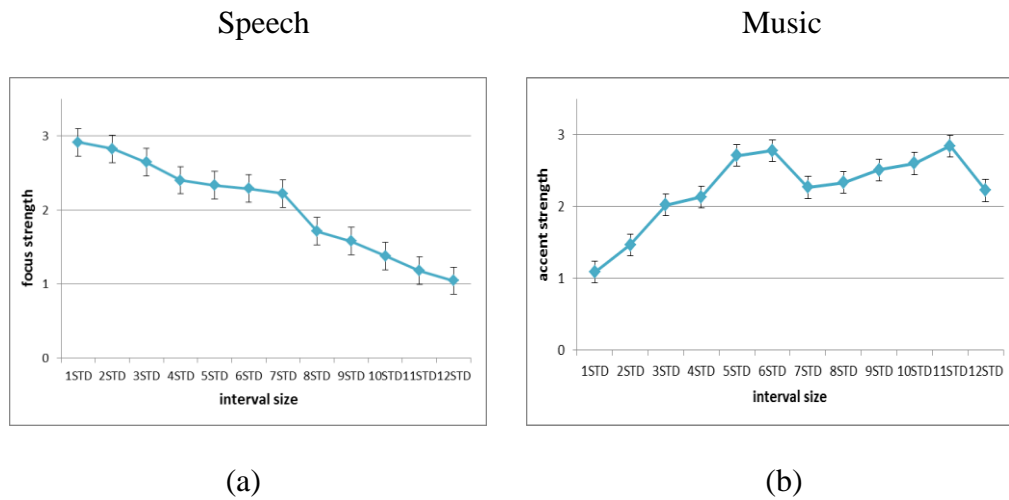 Speech
Music
3
2
1
0
focus strength
1STD 2STD 3STD 4STD 5STD 6STD 7STD 8STD 9STD 10STD 11STD 12STD
interval size
3
2
1
0
accent strength
1STD 2STD 3STD 4STD 5STD 6STD 7STD 8STD 9STD 10STD 11STD 12STD
interval size
(a)
(b)